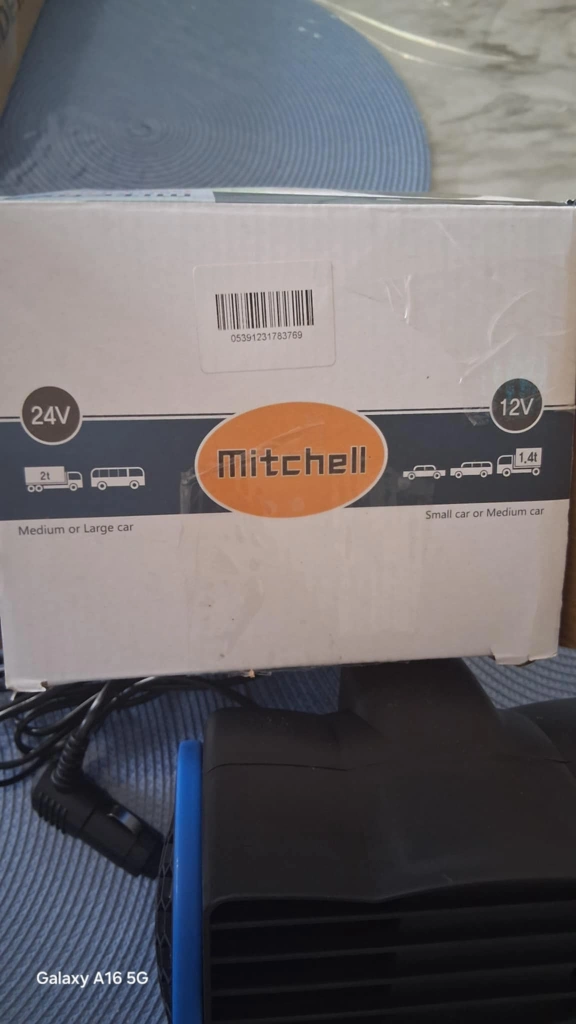 05391231783769
24V
12V
2t
Mitchell
1,4t
Medium or Large car
Small car or Medium car
Galaxy A16 5G